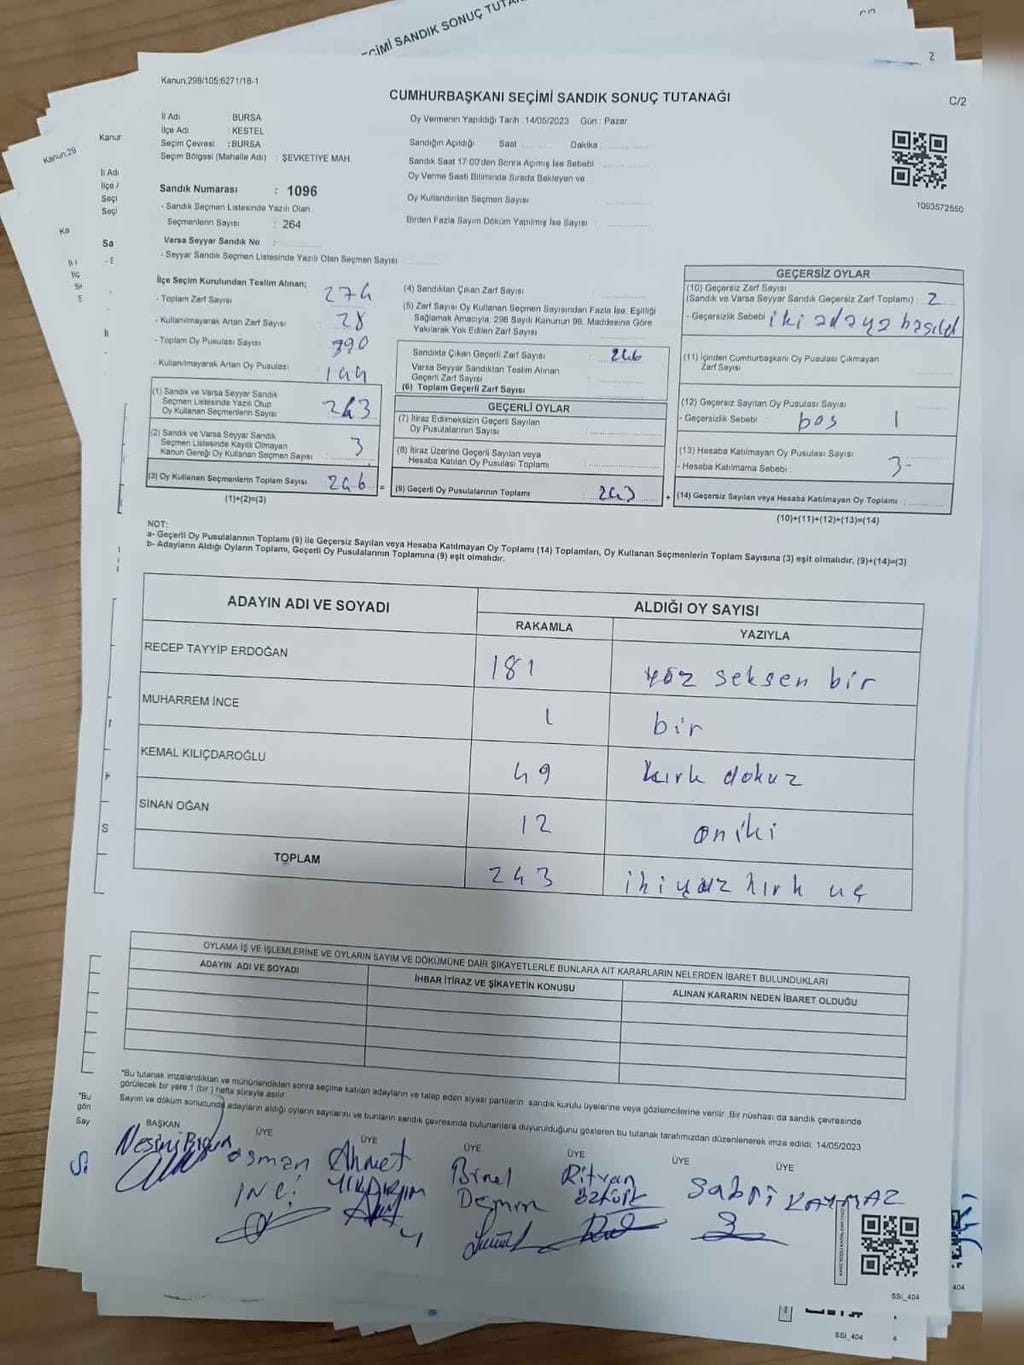 CİMİ SANDIK SONUÇ TUTA
Kanun;298/105;6271/18-1
CUMHURBAŞKANI SEÇİMİ SANDIK SONUÇ TUTANAĞI
C/2
İl Adı : BURSA
İlçe Adı : KESTEL
Seçim Çevresi : BURSA
Seçim Bölgesi (Mahalle Adı) : ŞEVKETİYE MAH.
Oy Vermenin Yapıldığı Tarih : 14/05/2023 Gün : Pazar
Sandığın Açıldığı Saat Dakika
Sandık Saat 17:00'den Sonra Açımış İse Sebebi
Oy Verme Saati Bitiminde Sırada Bekleyen ve
Oy Kullandırılan Seçmen Sayısı
Birden Fazla Sayım Döküm Yapılmış İse Sayısı
1093572550
Sandık Numarası : 1096
- Sandık Seçmen Listesinde Yazılı Olan
Seçmenlerin Sayısı : 264
Varsa Seyyar Sandık No :
- Seyyar Sandık Seçmen Listesinde Yazılı Olan Seçmen Sayısı
İlçe Seçim Kurulundan Teslim Alınan;
- Toplam Zarf Sayısı 274
- Kullanılmayarak Artan Zarf Sayısı 28
- Toplam Oy Pusulası Sayısı 390
- Kullanılmayarak Artan Oy Pusulası 144
(1) Sandık ve Varsa Seyyar Sandık
Seçmen Listesinde Yazılı Olup
Oy Kullanan Seçmenlerin Sayısı 243
(2) Sandık ve Varsa Seyyar Sandık
Seçmen Listesinde Kayıtlı Olmayan
Kanun Gereği Oy Kullanan Seçmen Sayısı 3
(3) Oy Kullanan Seçmenlerin Toplam Sayısı 246
(1)+(2)=(3)
(4) Sandıktan Çıkan Zarf Sayısı
(5) Zarf Sayısı Oy Kullanan Seçmen Sayısından Fazla İse, Eşitliği
Sağlamak Amacıyla, 298 Sayılı Kanunun 98. Maddesine Göre
Yakılarak Yok Edilen Zarf Sayısı
Sandıkta Çıkan Geçerli Zarf Sayısı 246
Varsa Seyyar Sandıktan Teslim Alınan
Geçerli Zarf Sayısı
(6) Toplam Geçerli Zarf Sayısı
GEÇERLİ OYLAR
(7) İtiraz Edilmeksizin Geçerli Sayılan
Oy Pusulalarının Sayısı
(8) İtiraz Üzerine Geçerli Sayılan veya
Hesaba Katılan Oy Pusulası Toplamı
= (9) Geçerli Oy Pusulalarının Toplamı 243 +
GEÇERSİZ OYLAR
(10) Geçersiz Zarf Sayısı
(Sandık ve Varsa Seyyar Sandık Geçersiz Zarf Toplamı) : 2
- Geçersizlik Sebebi iki adaya basıldı
(11) İçinden Cumhurbaşkanı Oy Pusulası Çıkmayan
Zarf Sayısı
(12) Geçersiz Sayılan Oy Pusulası Sayısı
- Geçersizlik Sebebi : boş 1
(13) Hesaba Katılmayan Oy Pusulası Sayısı
- Hesaba Katılmama Sebebi : 3-
(14) Geçersiz Sayılan veya Hesaba Katılmayan Oy Toplamı
(10)+(11)+(12)+(13)=(14)
NOT:
a- Geçerli Oy Pusulalarının Toplamı (9) ile Geçersiz Sayılan veya Hesaba Katılmayan Oy Toplamı (14) Toplamları, Oy Kullanan Seçmenlerin Toplam Sayısına (3) eşit olmalıdır. (9)+(14)=(3)
b- Adayların Aldığı Oyların Toplamı, Geçerli Oy Pusulalarının Toplamına (9) eşit olmalıdır.
ADAYIN ADI VE SOYADI ALDIĞI OY SAYISI
RAKAMLA YAZIYLA
RECEP TAYYİP ERDOĞAN 181 yüz seksen bir
MUHARREM İNCE 1 bir
KEMAL KILIÇDAROĞLU 49 kırk dokuz
SİNAN OĞAN 12 oniki
TOPLAM 243 ikiyüz kırk üç
OYLAMA İŞ VE İŞLEMLERİNE VE OYLARIN SAYIM VE DÖKÜMÜNE DAİR ŞİKAYETLERLE BUNLARA AİT KARARLARIN NELERDEN İBARET BULUNDUKLARI
ADAYIN ADI VE SOYADI İHBAR İTİRAZ VE ŞİKAYETİN KONUSU ALINAN KARARIN NEDEN İBARET OLDUĞU
*Bu tutanak imzalandıktan ve mühürlendikten sonra seçime katılan adayların ve talep eden siyasi partilerin sandık kurulu üyelerine veya gözlemcilerine verilir. Bir nüshası da sandık çevresinde
görülecek bir yere 1 (bir) hafta süreyle asılır.
Sayım ve döküm sonucunda adayların aldığı oyların sayılarını ve bunların sandık çevresinde bulunanlara duyurulduğunu gösteren bu tutanak tarafımızdan düzenlenerek imza edildi. 14/05/2023
BAŞKAN ÜYE ÜYE ÜYE ÜYE ÜYE ÜYE
osman Ahmet Birol Rıtvan Sabri KAYMAZ
İNCİ YILDIRIM Demir öztürk
SSİ_404
SSİ_404